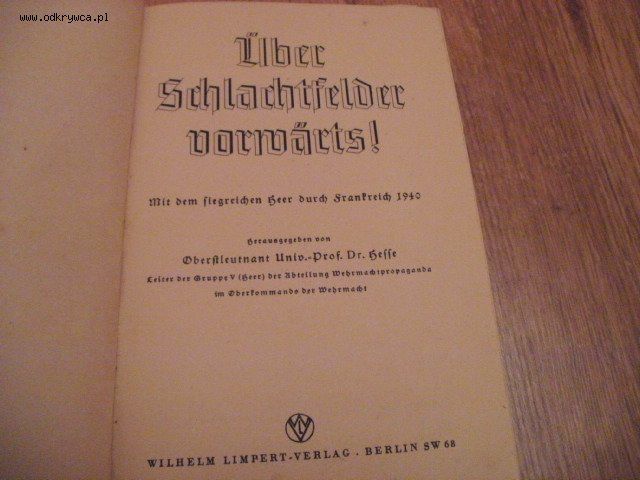 www.odkrywca.pl
Über
Schlachtfelder
vorwärts!
Mit dem siegreichen Heer durch Frankreich 1940
Herausgegeben von
Oberstleutnant Univ.-Prof. Dr. Hesse
Leiter der Gruppe V (Heer) der Abteilung Wehrmachtpropaganda
im Oberkommando der Wehrmacht
WILHELM LIMPERT-VERLAG . BERLIN SW 68